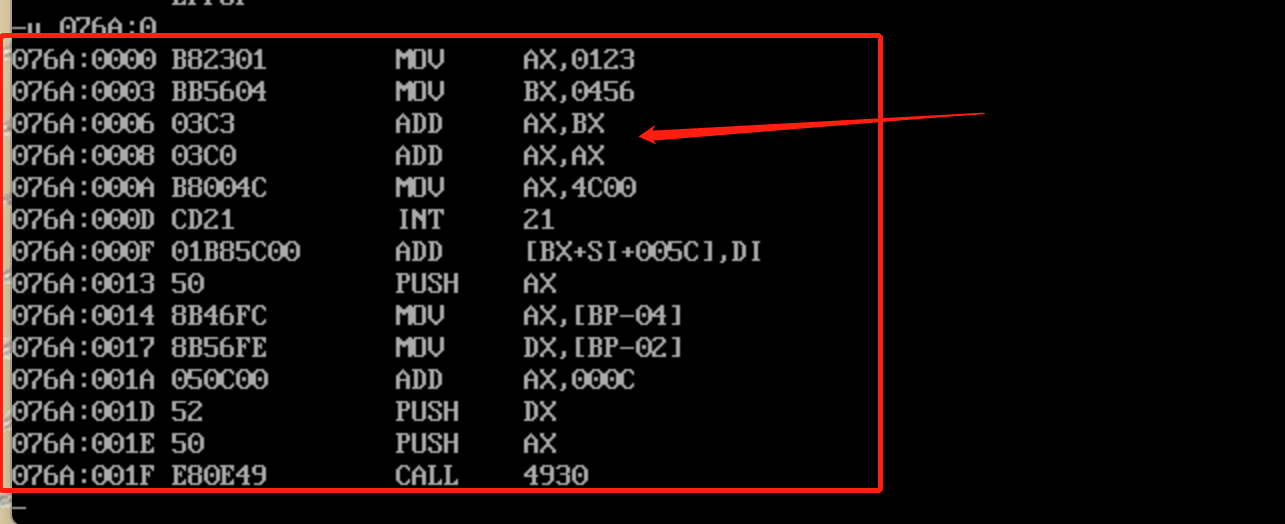 -u 076A:0
076A:0000 B82301 MOV AX,0123
076A:0003 BB5604 MOV BX,0456
076A:0006 03C3 ADD AX,BX
076A:0008 03C0 ADD AX,AX
076A:000A B8004C MOV AX,4C00
076A:000D CD21 INT 21
076A:000F 01B85C00 ADD [BX+SI+005C],DI
076A:0013 50 PUSH AX
076A:0014 8B46FC MOV AX,[BP-04]
076A:0017 8B56FE MOV DX,[BP-02]
076A:001A 050C00 ADD AX,000C
076A:001D 52 PUSH DX
076A:001E 50 PUSH AX
076A:001F E80E49 CALL 4930